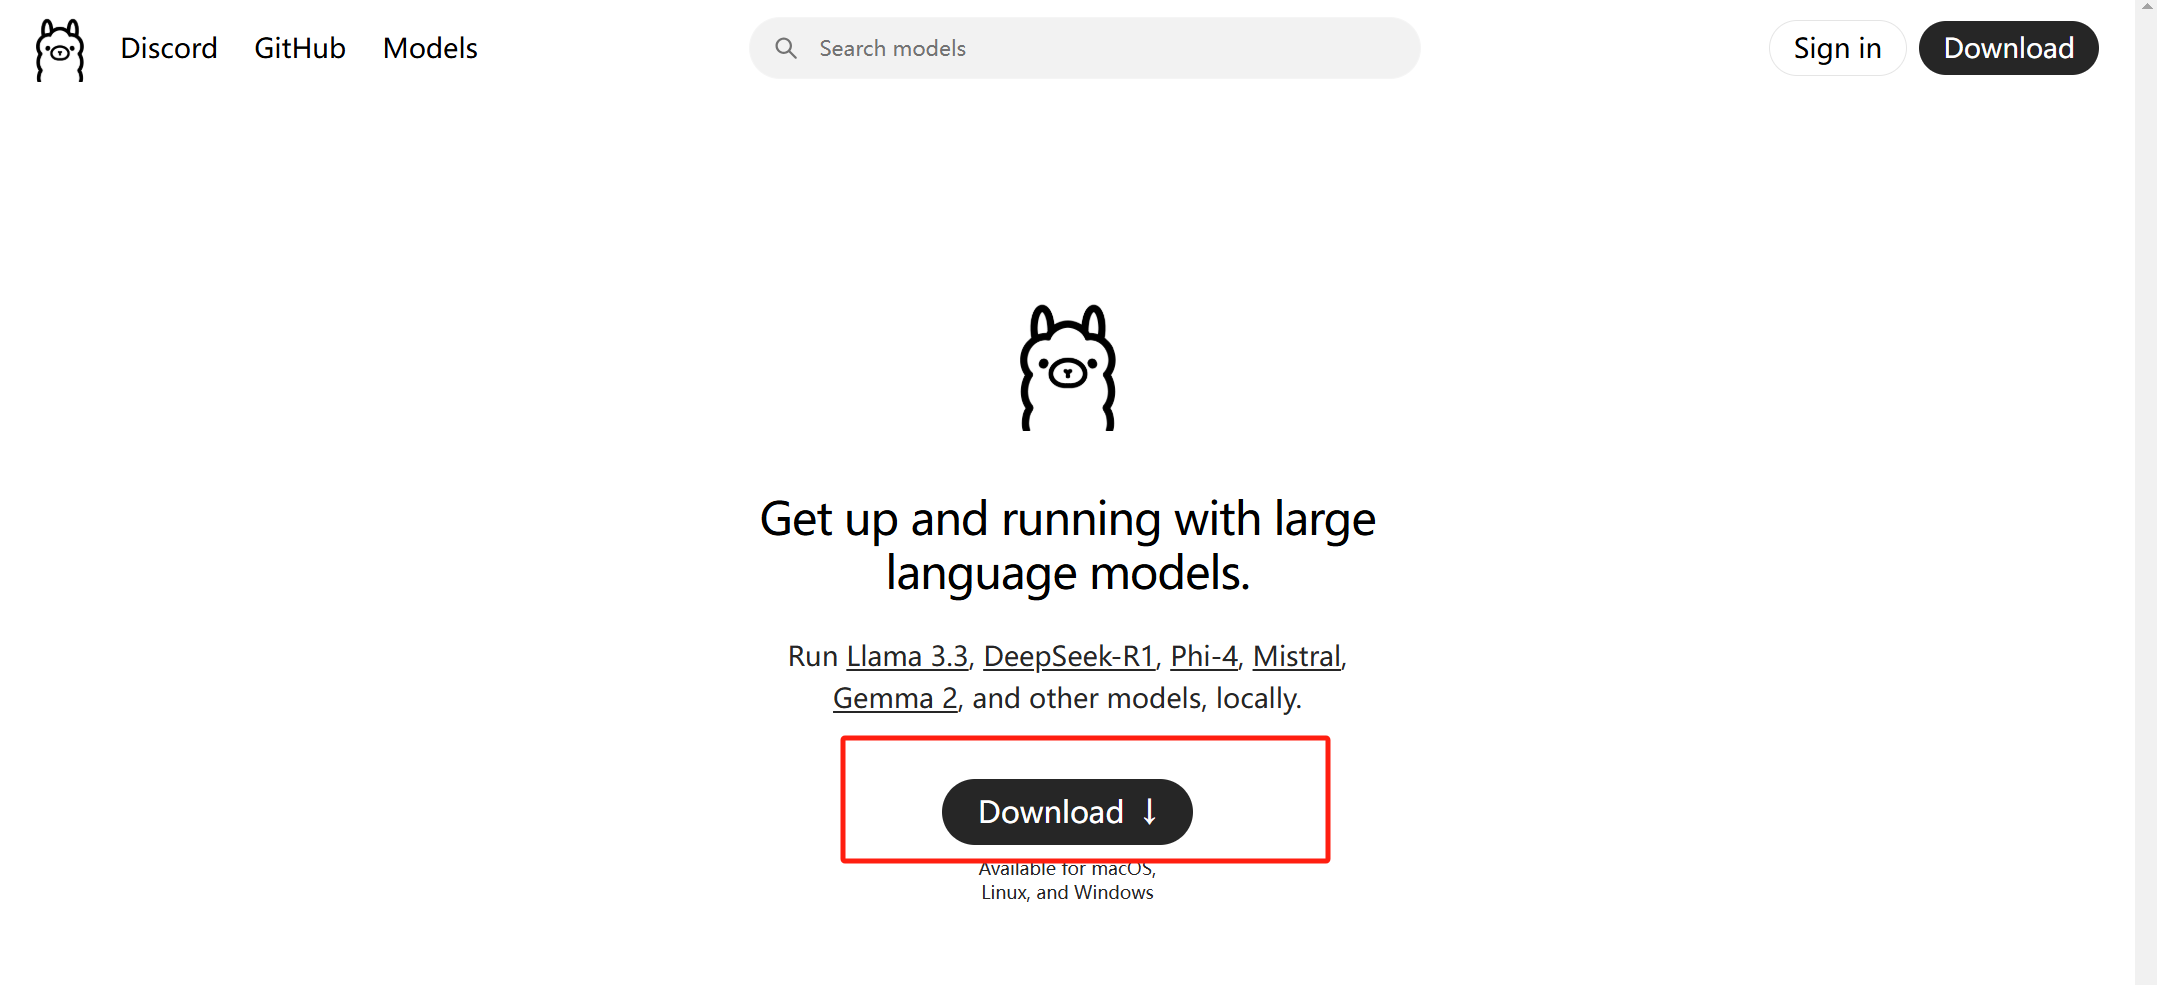 Discord GitHub Models Search models Sign in Download
Get up and running with large
language models.
Run Llama 3.3, DeepSeek-R1, Phi-4, Mistral,
Gemma 2, and other models, locally.
Download ↓
Available for macOS,
Linux, and Windows